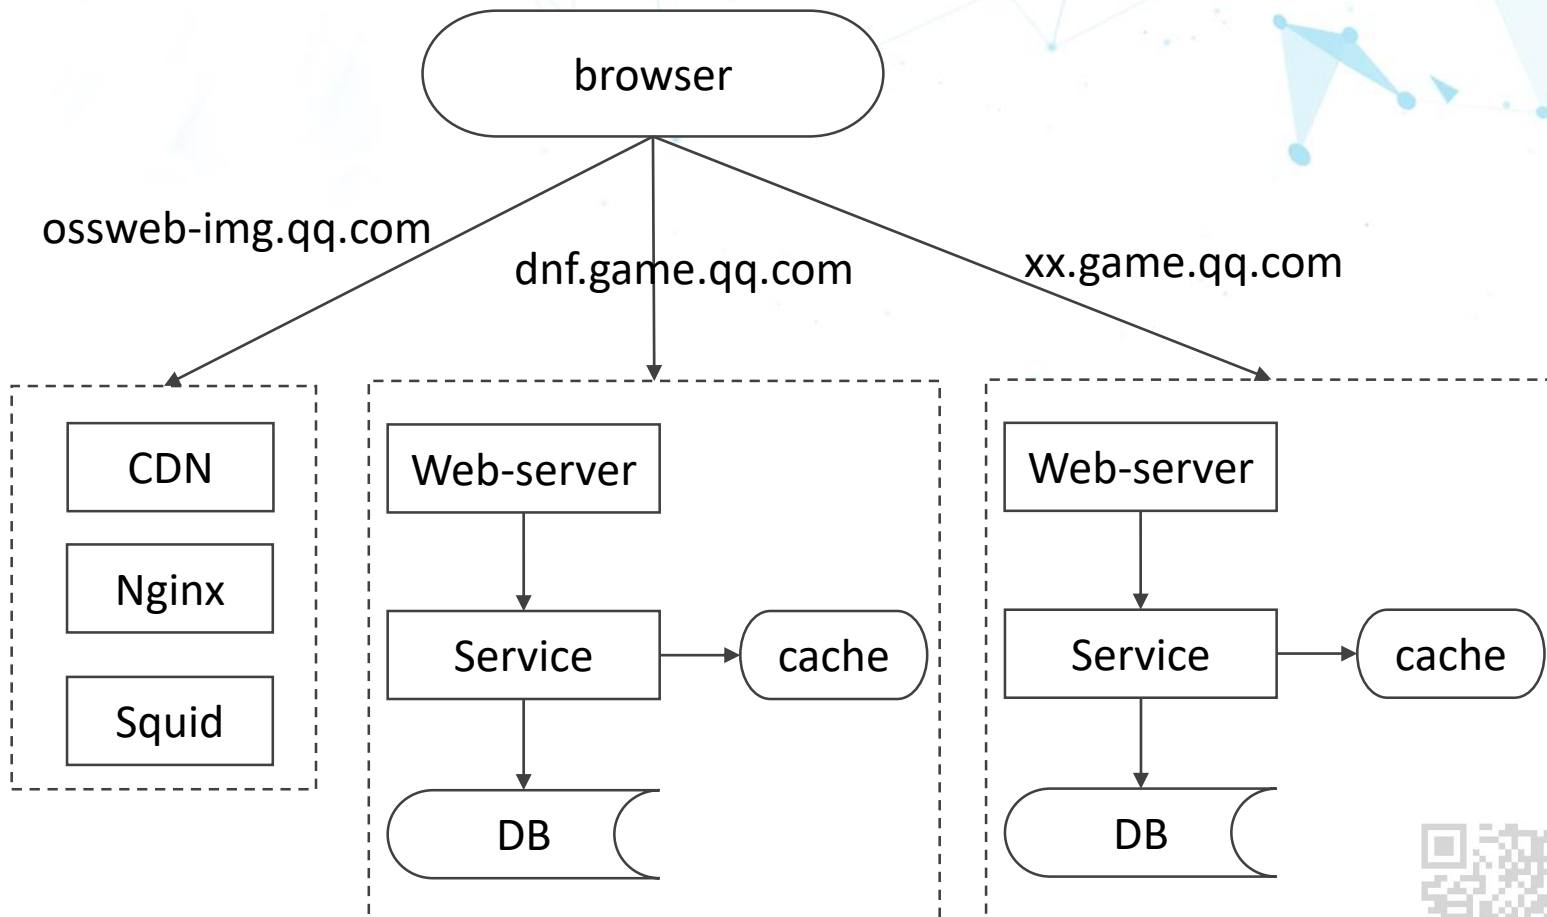 browser
ossweb-img.qq.com
dnf.game.qq.com
xx.game.qq.com
CDN
Nginx
Squid
Web-server
Service
cache
DB
Web-server
Service
cache
DB